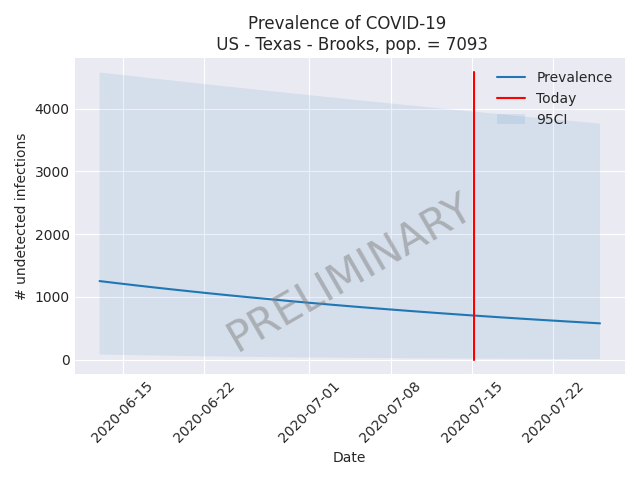 Prevalence of COVID-19
US - Texas - Brooks, pop. = 7093
Prevalence
Today
95CI
# undetected infections
4000
3000
2000
1000
0
PRELIMINARY
2020-06-15
2020-06-22
2020-07-01
2020-07-08
2020-07-15
2020-07-22
Date